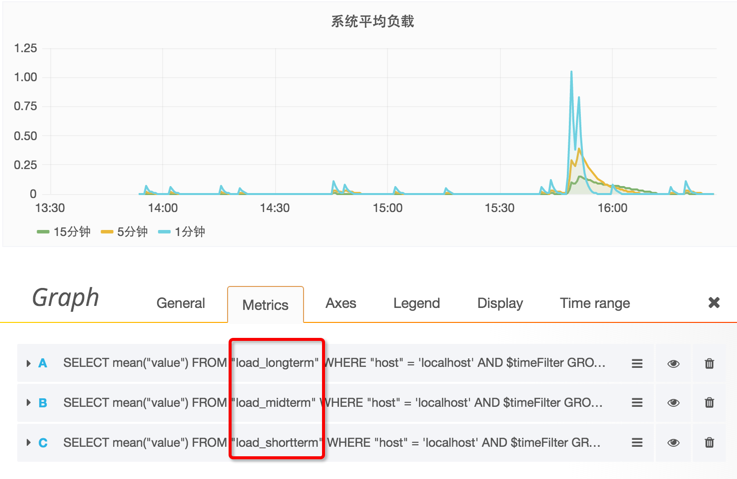 系统平均负载
1.25
1.00
0.75
0.50
0.25
0
13:30 14:00 14:30 15:00 15:30 16:00
15分钟 5分钟 1分钟
Graph General Metrics Axes Legend Display Time range
A SELECT mean("value") FROM "load_longterm" WHERE "host" = 'localhost' AND $timeFilter GRO...
B SELECT mean("value") FROM "load_midterm" WHERE "host" = 'localhost' AND $timeFilter GRO...
C SELECT mean("value") FROM "load_shortterm" WHERE "host" = 'localhost' AND $timeFilter GR...